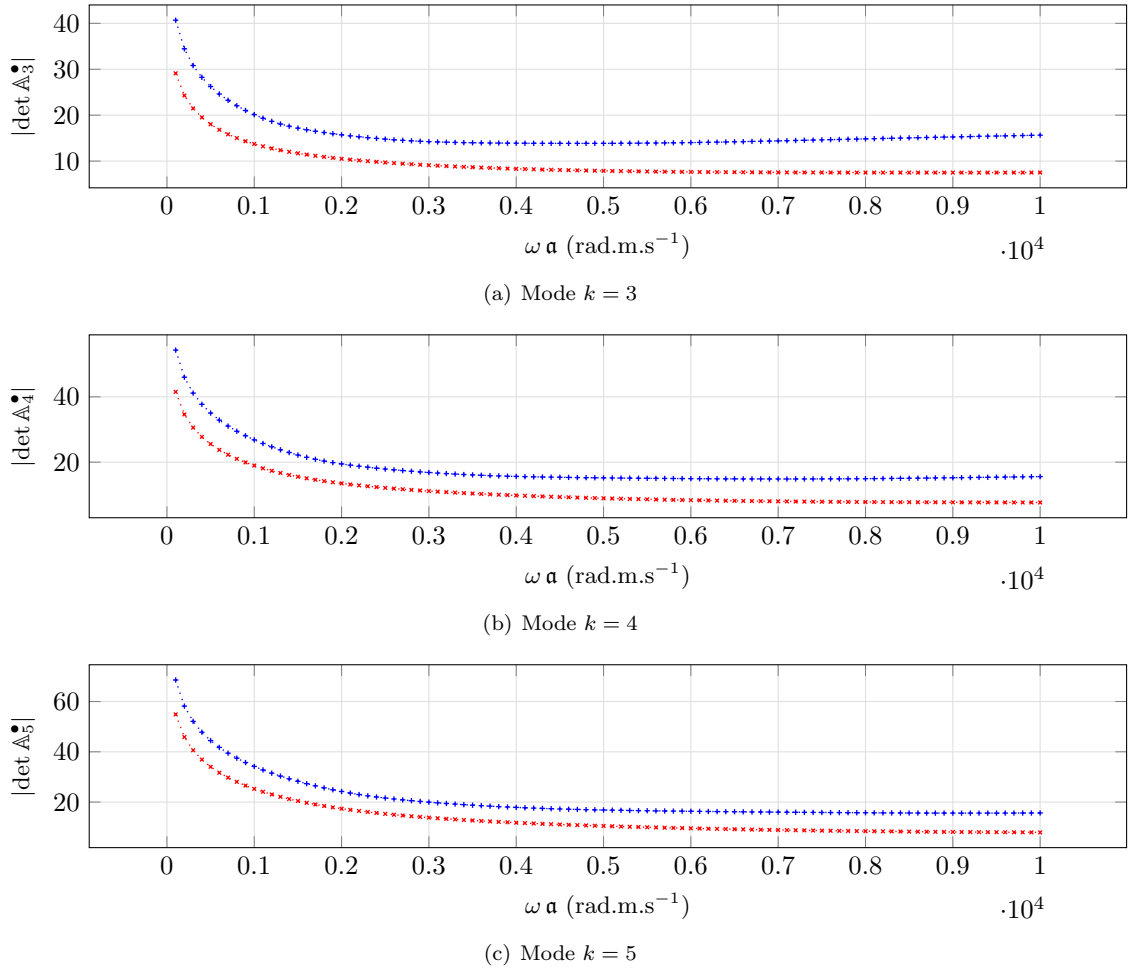 40
30
20
10
|det 𝔸₃•|
0 0.1 0.2 0.3 0.4 0.5 0.6 0.7 0.8 0.9 1
ω 𝔞 (rad.m.s⁻¹)
·10⁴
(a) Mode k = 3
40
20
|det 𝔸₄•|
0 0.1 0.2 0.3 0.4 0.5 0.6 0.7 0.8 0.9 1
ω 𝔞 (rad.m.s⁻¹)
·10⁴
(b) Mode k = 4
60
40
20
|det 𝔸₅•|
0 0.1 0.2 0.3 0.4 0.5 0.6 0.7 0.8 0.9 1
ω 𝔞 (rad.m.s⁻¹)
·10⁴
(c) Mode k = 5